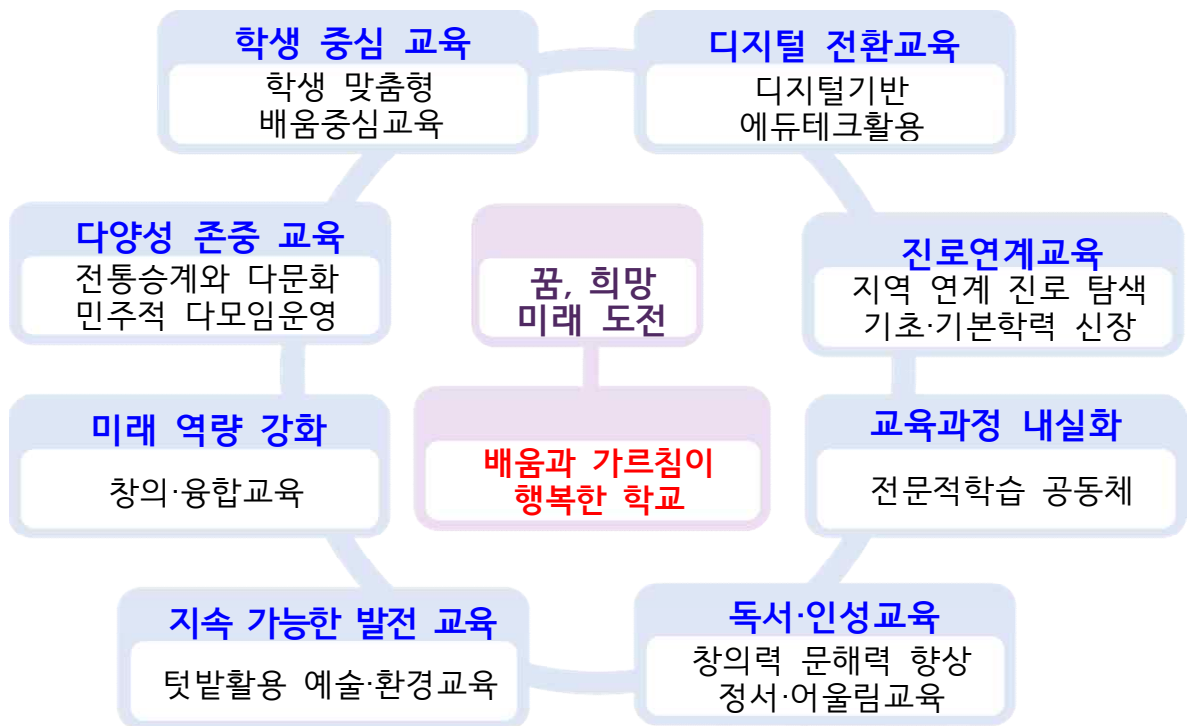 학생 중심 교육
학생 맞춤형
배움중심교육
디지털 전환교육
디지털기반
에듀테크활용
다양성 존중 교육
전통승계와 다문화
민주적 다모임운영
꿈, 희망
미래 도전
진로연계교육
지역 연계 진로 탐색
기초·기본학력 신장
미래 역량 강화
창의·융합교육
배움과 가르침이
행복한 학교
교육과정 내실화
전문적학습 공동체
지속 가능한 발전 교육
텃밭활용 예술·환경교육
독서·인성교육
창의력 문해력 향상
정서·어울림교육